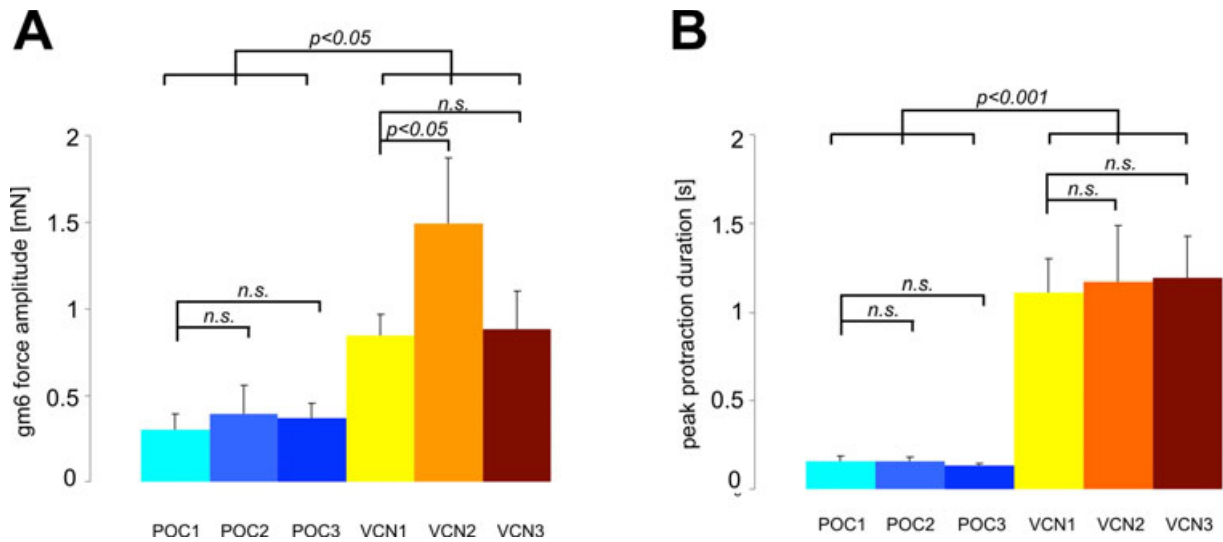 A
p<0.05
n.s.
p<0.05
n.s.
n.s.
gm6 force amplitude [mN]
2
1.5
1
0.5
0
POC1 POC2 POC3 VCN1 VCN2 VCN3
B
p<0.001
n.s.
n.s.
n.s.
n.s.
peak protraction duration [s]
2
1.5
1
0.5
0
POC1 POC2 POC3 VCN1 VCN2 VCN3